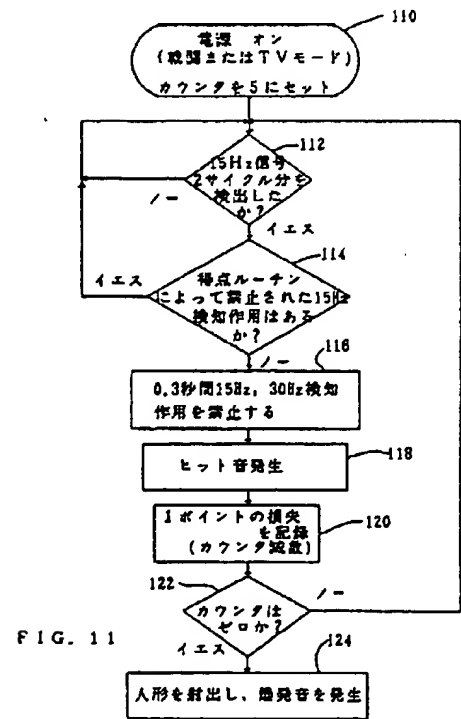 110
電源 オン
(戦闘またはTVモード)
カウンタを5にセット
112
15Hz信号
2サイクル分を
検出した
か?
ノー
イエス
114
イエス
得点ルーチン
によって禁止された15Hz
検知作用はある
か?
ノー
116
0.3秒間15Hz,30Hz検知
作用を禁止する
118
ヒット音発生
120
1ポイントの損失
を記録
(カウンタ減数)
122
カウンタは
ゼロか?
ノー
イエス
FIG. 11
124
人形を射出し、爆発音を発生